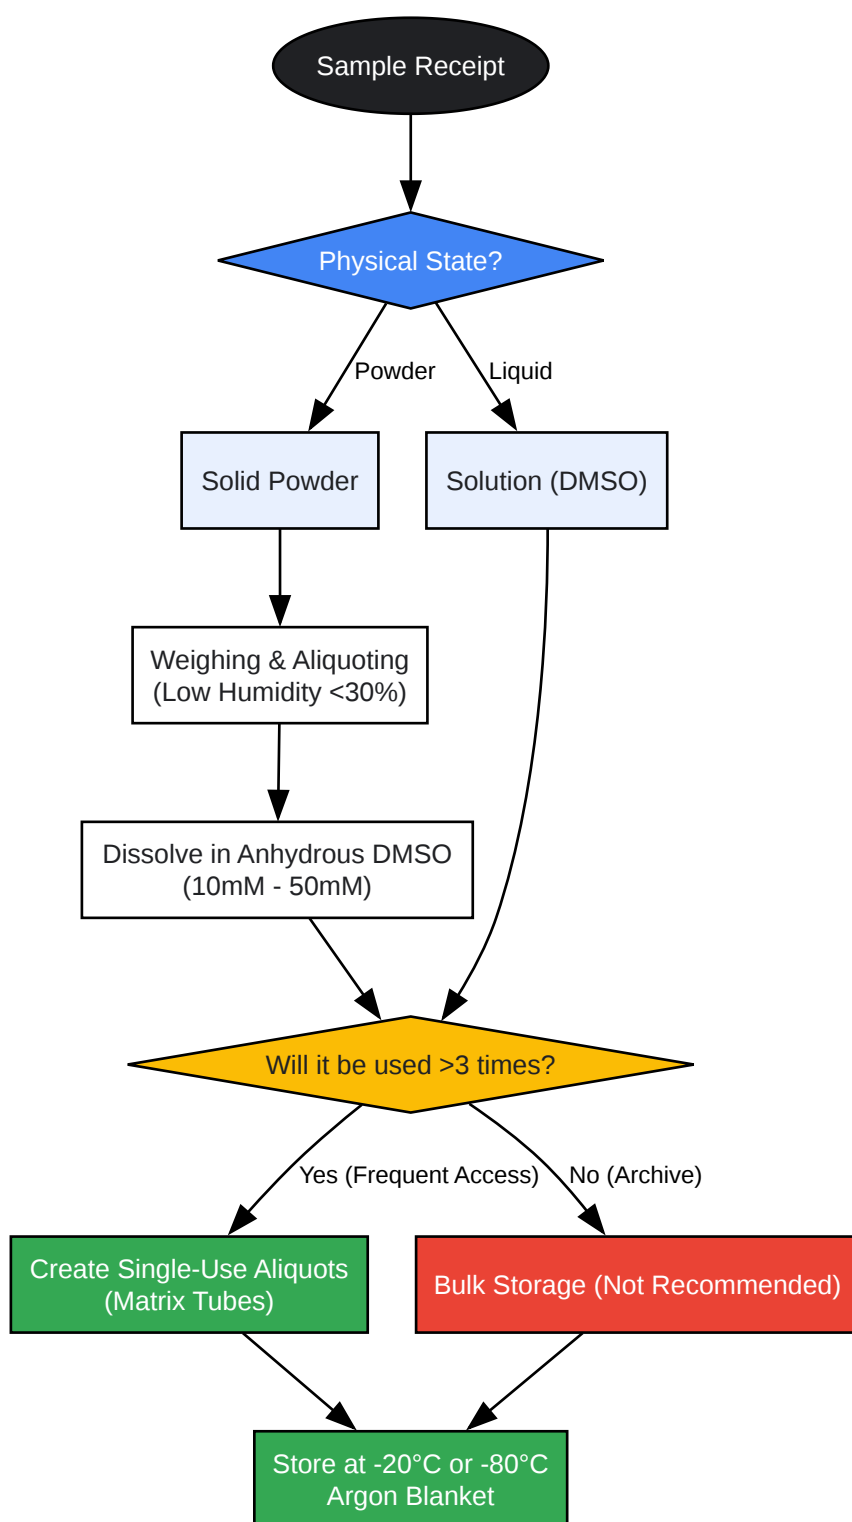 Sample Receipt
Physical State?
Powder
Liquid
Solid Powder
Solution (DMSO)
Weighing & Aliquoting
(Low Humidity <30%)
Dissolve in Anhydrous DMSO
(10mM - 50mM)
Will it be used >3 times?
Yes (Frequent Access)
No (Archive)
Create Single-Use Aliquots
(Matrix Tubes)
Bulk Storage (Not Recommended)
Store at -20°C or -80°C
Argon Blanket